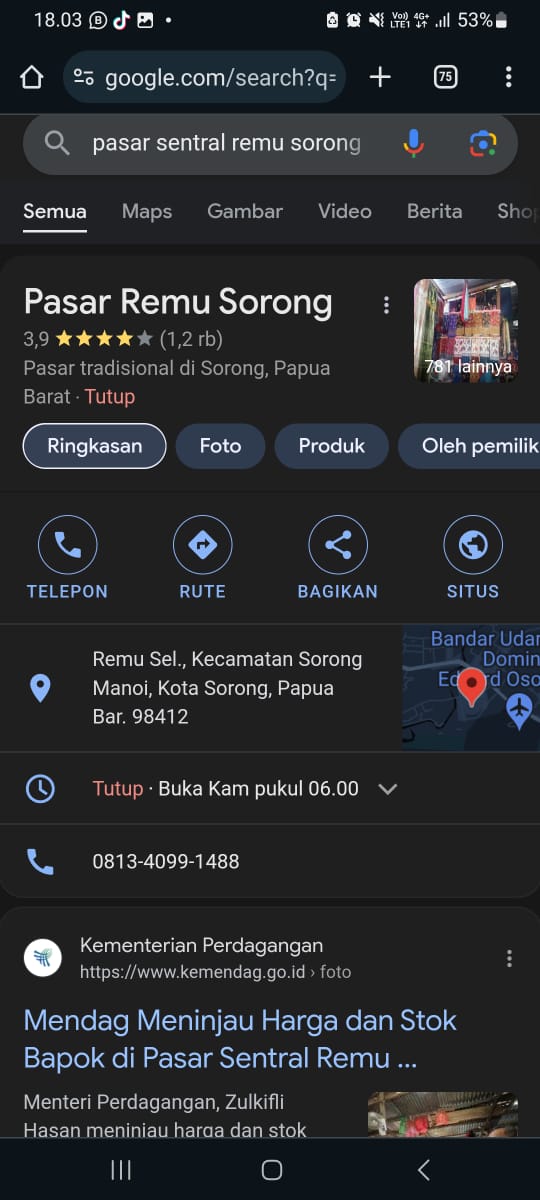 18.03
Vo)) 4G+
LTE1
53%
google.com/search?q=
75
pasar sentral remu sorong
Semua Maps Gambar Video Berita Shop
Pasar Remu Sorong
3,9 (1,2 rb)
Pasar tradisional di Sorong, Papua
Barat · Tutup
781 lainnya
Ringkasan Foto Produk Oleh pemilik
TELEPON RUTE BAGIKAN SITUS
Remu Sel., Kecamatan Sorong
Manoi, Kota Sorong, Papua
Bar. 98412
Bandar Udar
Domin
Ed rd Oso
Tutup · Buka Kam pukul 06.00
0813-4099-1488
Kementerian Perdagangan
https://www.kemendag.go.id › foto
Mendag Meninjau Harga dan Stok
Bapok di Pasar Sentral Remu ...
Menteri Perdagangan, Zulkifli
Hasan meninjau harga dan stok